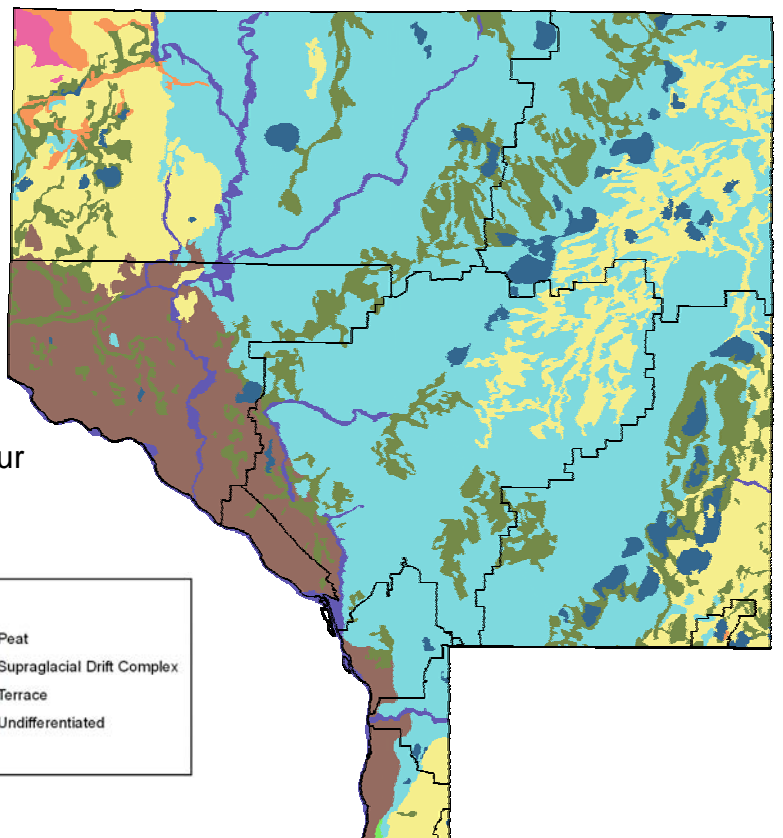 ur
Peat
Supraglacial Drift Complex
Terrace
Undifferentiated